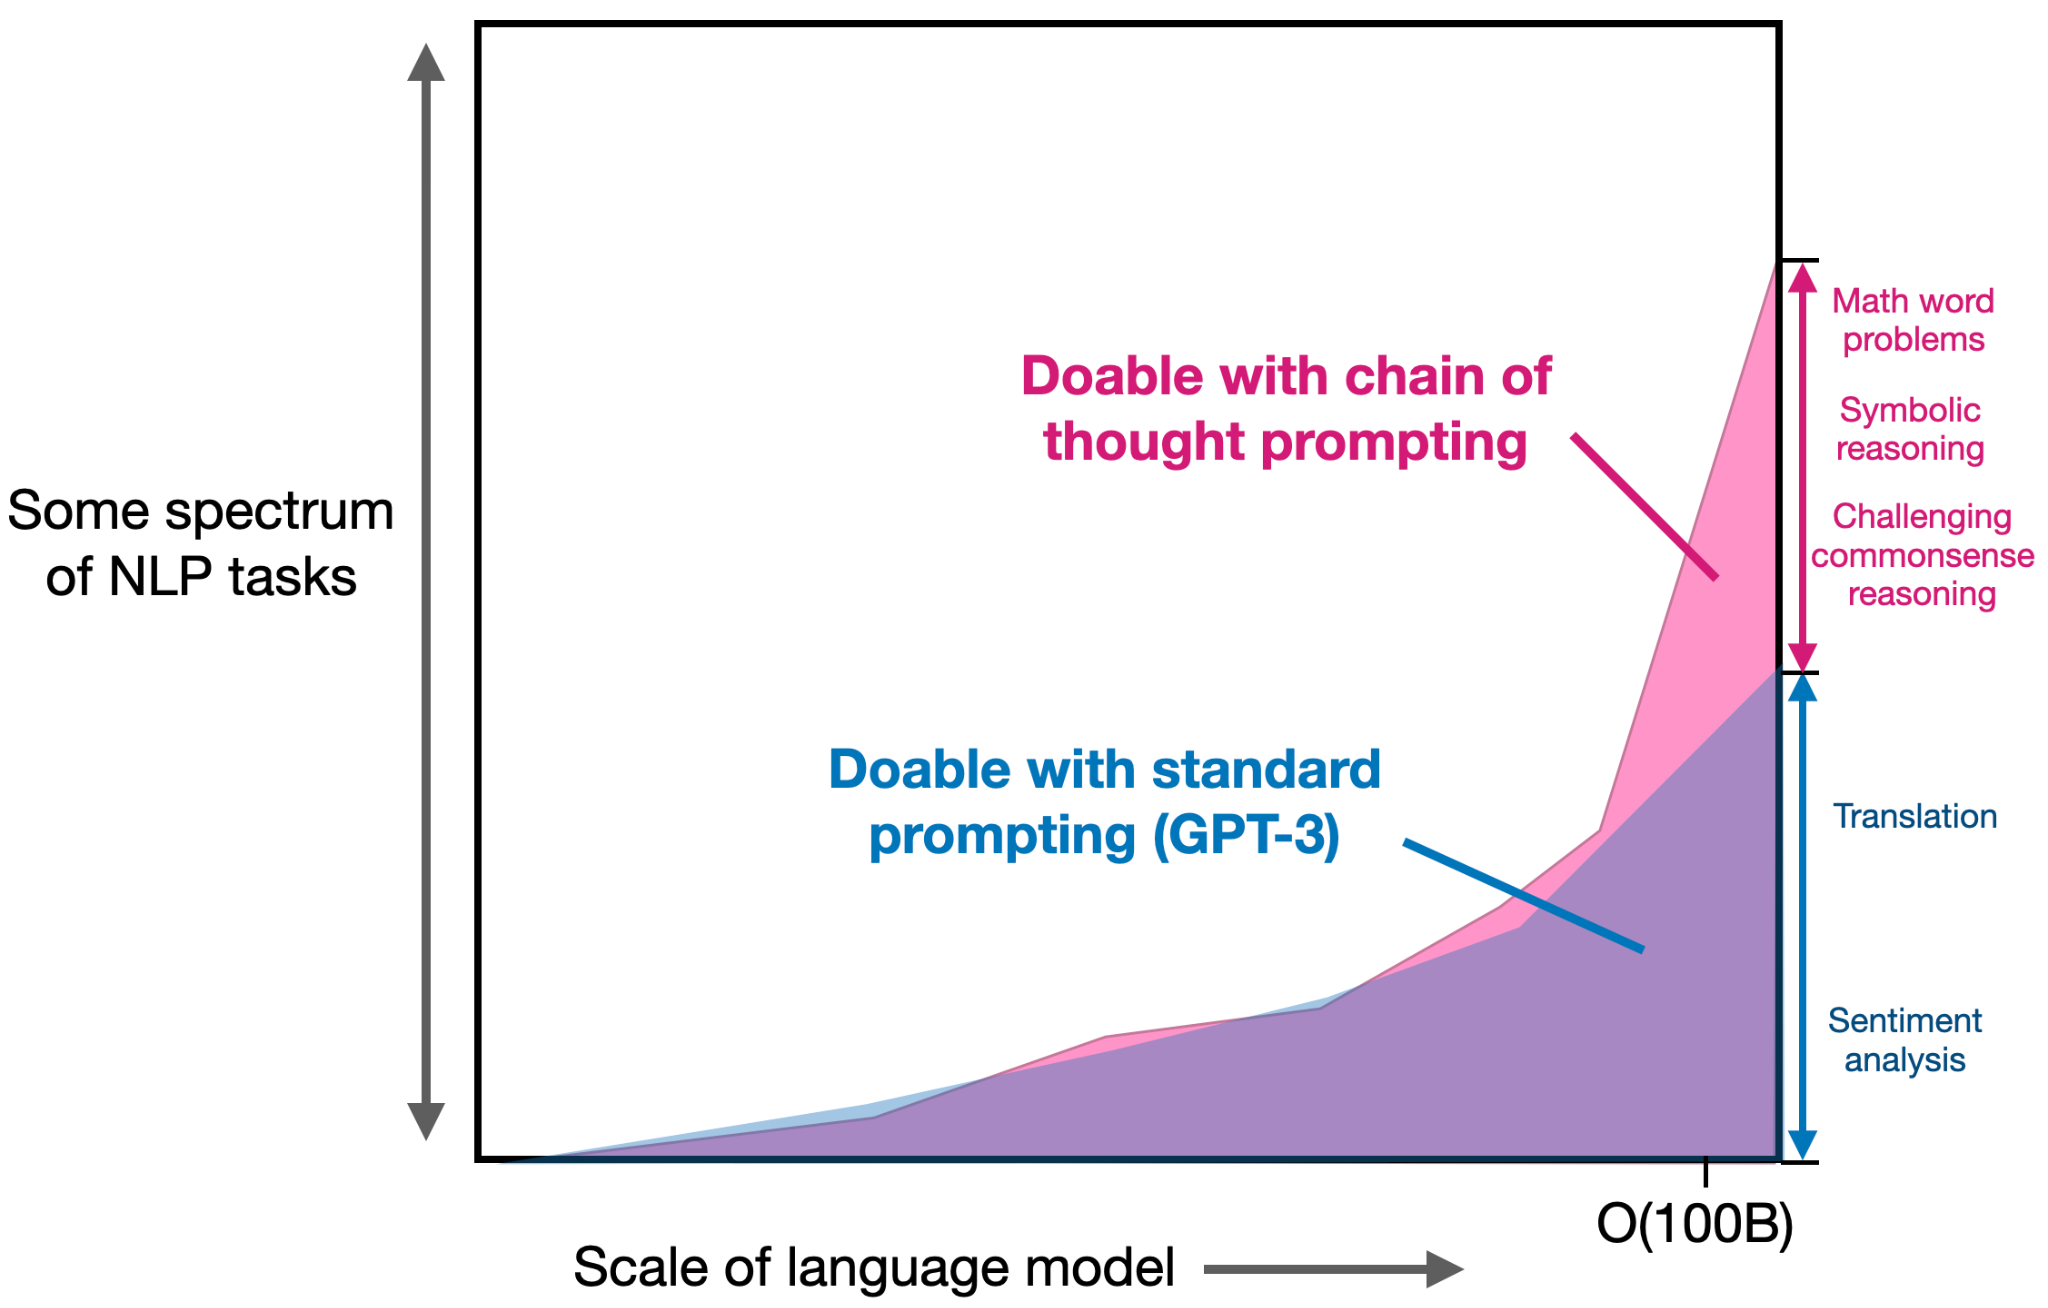 Some spectrum
of NLP tasks
Doable with chain of
thought prompting
Doable with standard
prompting (GPT-3)
Math word
problems
Symbolic
reasoning
Challenging
commonsense
reasoning
Translation
Sentiment
analysis
O(100B)
Scale of language model